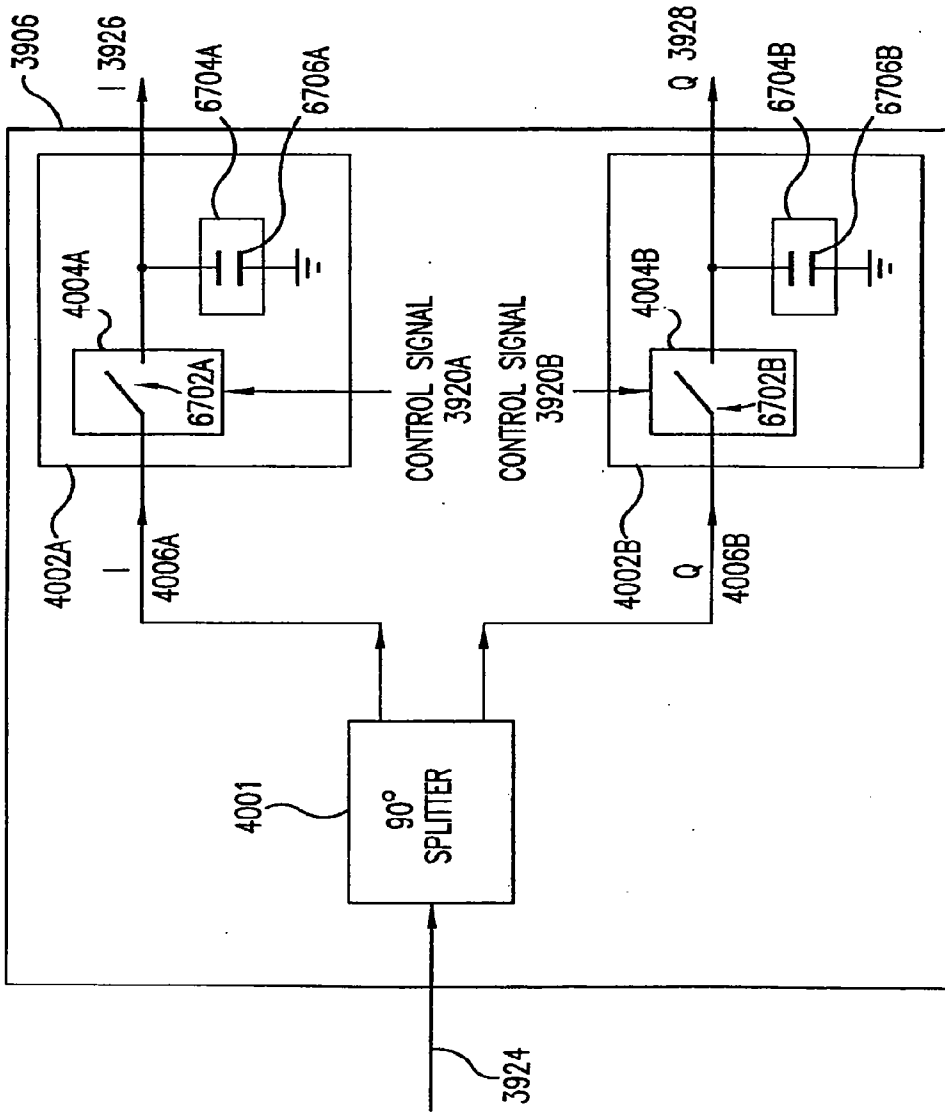 3906
I 3926
6704A
6706A
4004A
6702A
4002A
I
4006A
CONTROL SIGNAL
3920A
CONTROL SIGNAL
3920B
4001
90°
SPLITTER
3924
Q 3928
6704B
6706B
4004B
6702B
4002B
Q
4006B